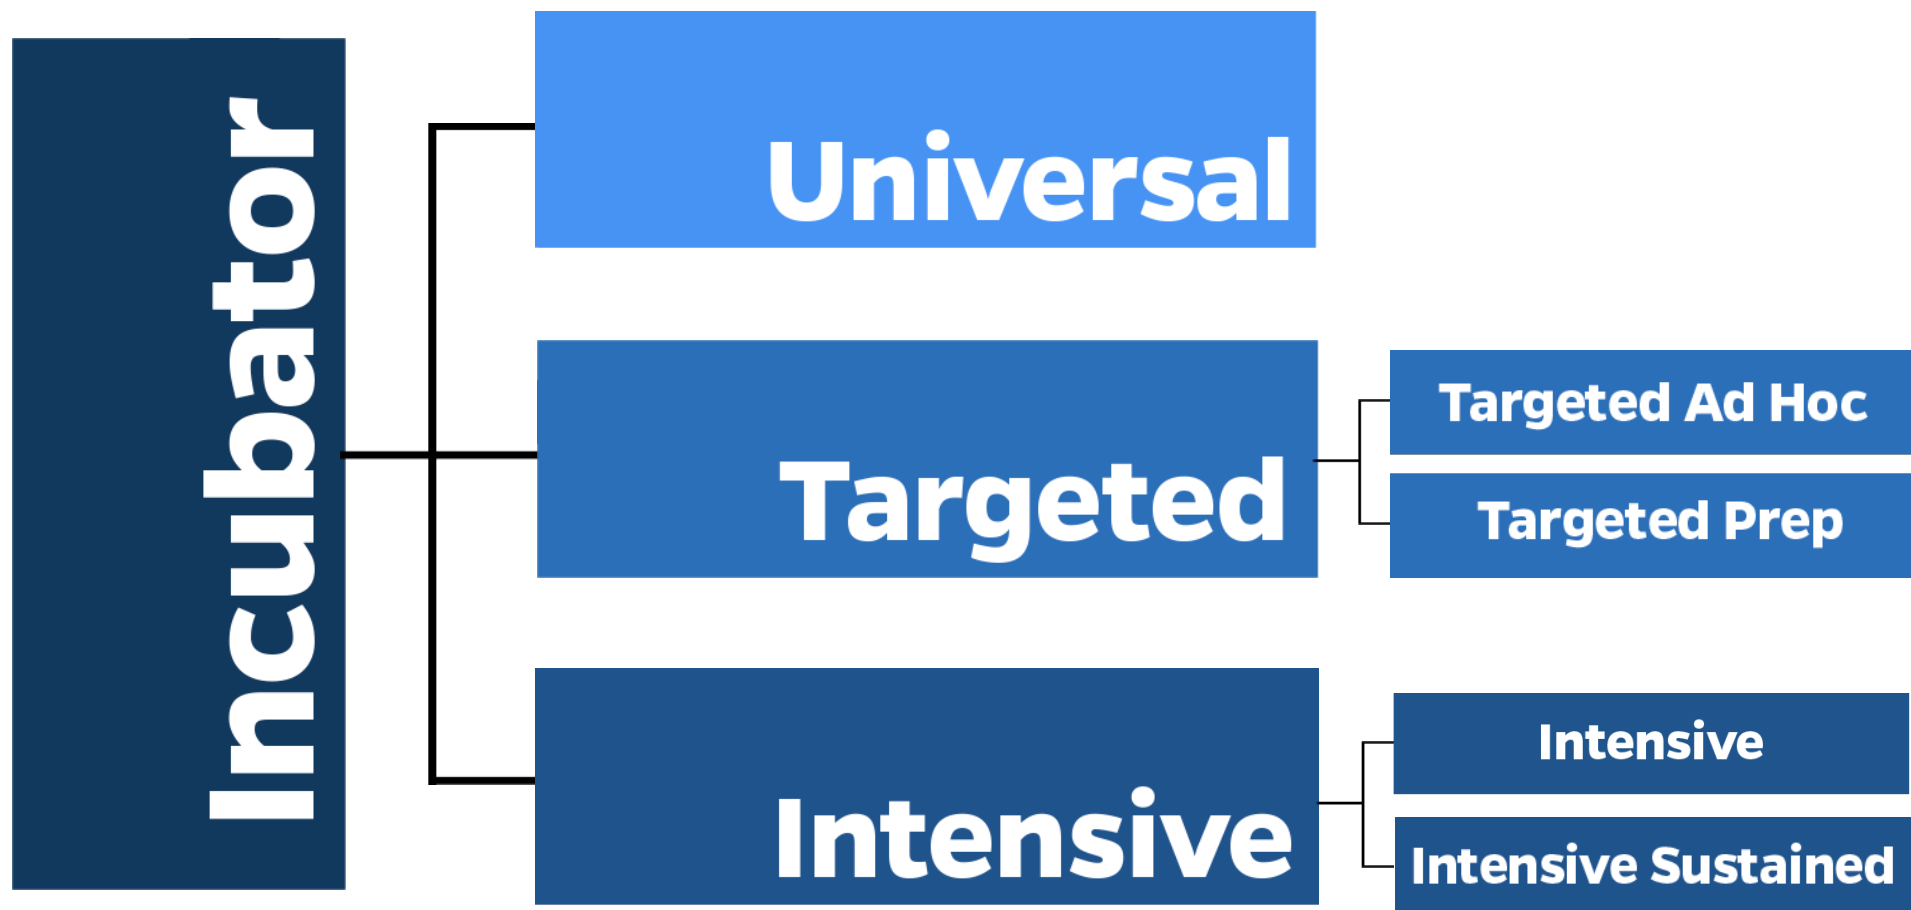 Incubator
Universal
Targeted
Targeted Ad Hoc
Targeted Prep
Intensive
Intensive
Intensive Sustained